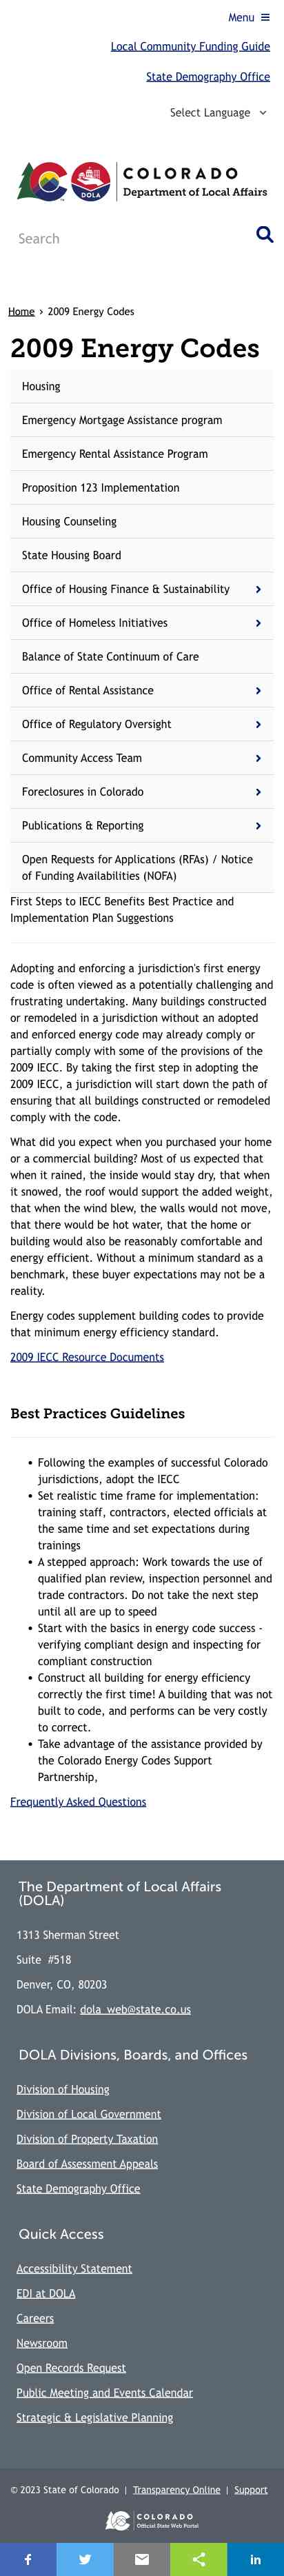 Menu
Local Community Funding Guide
State Demography Office
Select Language
COLORADO
Department of Local Affairs
Search
Home > 2009 Energy Codes
2009 Energy Codes
Housing
Emergency Mortgage Assistance program
Emergency Rental Assistance Program
Proposition 123 Implementation
Housing Counseling
State Housing Board
Office of Housing Finance & Sustainability
Office of Homeless Initiatives
Balance of State Continuum of Care
Office of Rental Assistance
Office of Regulatory Oversight
Community Access Team
Foreclosures in Colorado
Publications & Reporting
Open Requests for Applications (RFAs) / Notice
of Funding Availabilities (NOFA)
First Steps to IECC Benefits Best Practice and
Implementation Plan Suggestions
Adopting and enforcing a jurisdiction's first energy
code is often viewed as a potentially challenging and
frustrating undertaking. Many buildings constructed
or remodeled in a jurisdiction without an adopted
and enforced energy code may already comply or
partially comply with some of the provisions of the
2009 IECC. By taking the first step in adopting the
2009 IECC, a jurisdiction will start down the path of
ensuring that all buildings constructed or remodeled
comply with the code.
What did you expect when you purchased your home
or a commercial building? Most of us expected that
when it rained, the inside would stay dry, that when
it snowed, the roof would support the added weight,
that when the wind blew, the walls would not move,
that there would be hot water, that the home or
building would also be reasonably comfortable and
energy efficient. Without a minimum standard as a
benchmark, these buyer expectations may not be a
reality.
Energy codes supplement building codes to provide
that minimum energy efficiency standard.
2009 IECC Resource Documents
Best Practices Guidelines
• Following the examples of successful Colorado
jurisdictions, adopt the IECC
• Set realistic time frame for implementation:
training staff, contractors, elected officials at
the same time and set expectations during
trainings
• A stepped approach: Work towards the use of
qualified plan review, inspection personnel and
trade contractors. Do not take the next step
until all are up to speed
• Start with the basics in energy code success -
verifying compliant design and inspecting for
compliant construction
• Construct all building for energy efficiency
correctly the first time! A building that was not
built to code, and performs can be very costly
to correct.
• Take advantage of the assistance provided by
the Colorado Energy Codes Support
Partnership,
Frequently Asked Questions
The Department of Local Affairs
(DOLA)
1313 Sherman Street
Suite #518
Denver, CO, 80203
DOLA Email: dola_web@state.co.us
DOLA Divisions, Boards, and Offices
Division of Housing
Division of Local Government
Division of Property Taxation
Board of Assessment Appeals
State Demography Office
Quick Access
Accessibility Statement
EDI at DOLA
Careers
Newsroom
Open Records Request
Public Meeting and Events Calendar
Strategic & Legislative Planning
© 2023 State of Colorado | Transparency Online | Support
COLORADO
Official State Web Portal